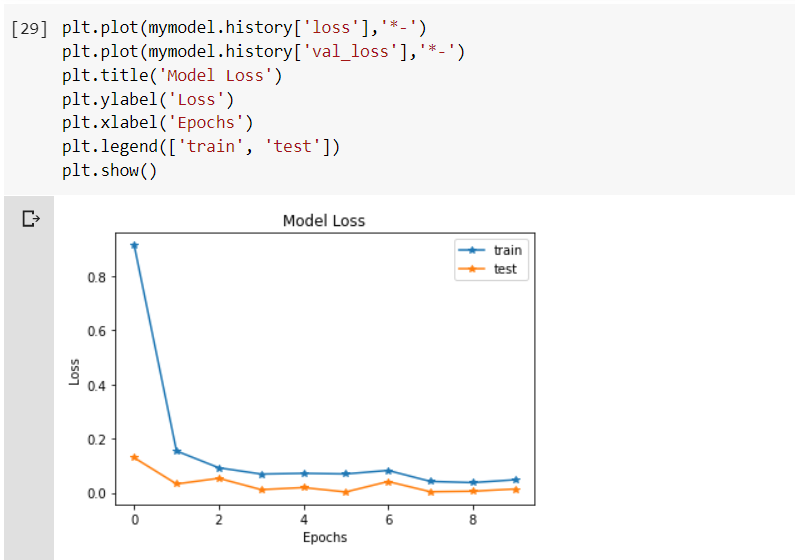 [29] plt.plot(mymodel.history['loss'],'*-')
plt.plot(mymodel.history['val_loss'],'*-')
plt.title('Model Loss')
plt.ylabel('Loss')
plt.xlabel('Epochs')
plt.legend(['train', 'test'])
plt.show()
Model Loss
train
test
0.8
0.6
0.4
0.2
0.0
Loss
0 2 4 6 8
Epochs